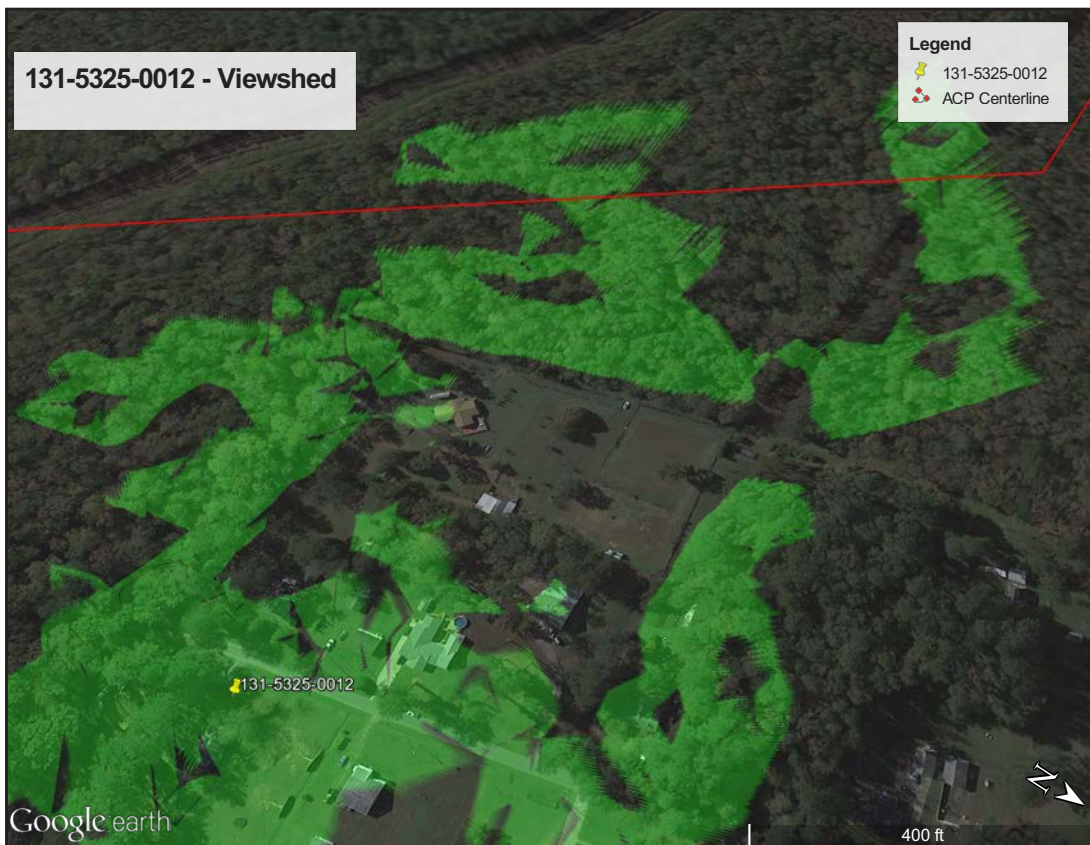 131-5325-0012 - Viewshed
Legend
131-5325-0012
ACP Centerline
131-5325-0012
N
Google earth
400 ft